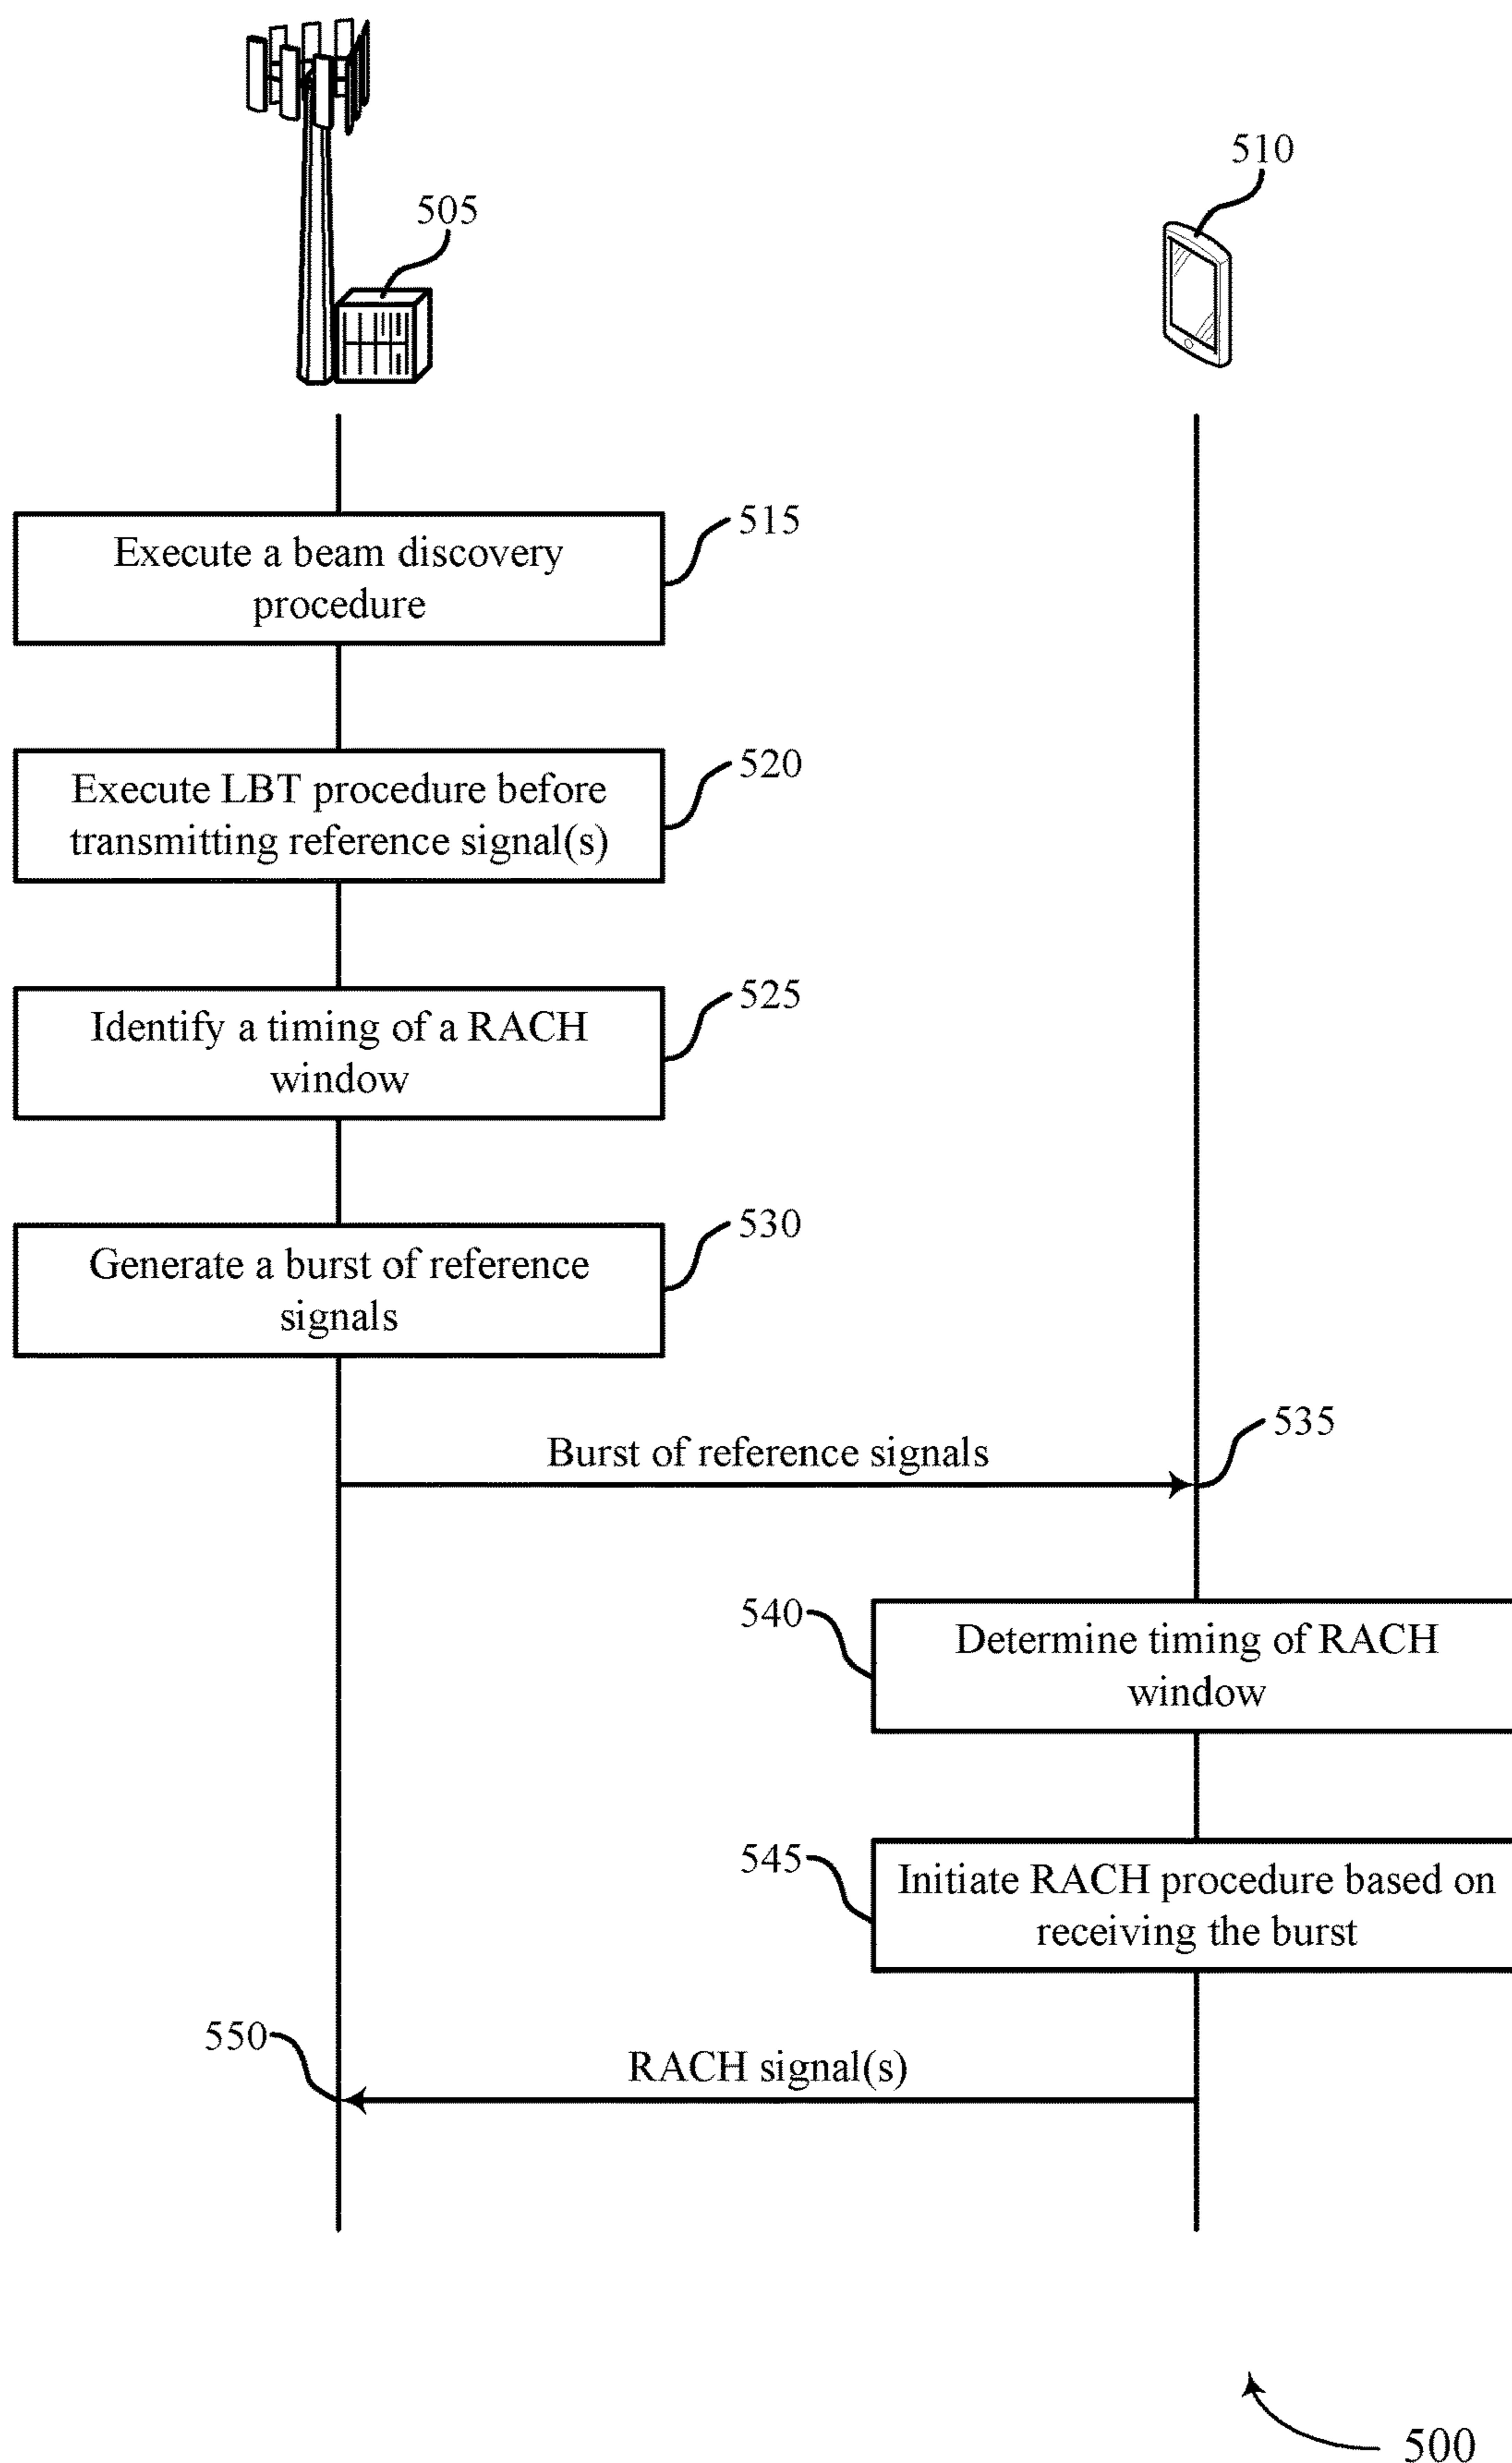 510
505
515
Execute a beam discovery
procedure
520
Execute LBT procedure before
transmitting reference signal(s)
525
Identify a timing of a RACH
window
530
Generate a burst of reference
signals
535
Burst of reference signals
540
Determine timing of RACH
window
545
Initiate RACH procedure based on
receiving the burst
550
RACH signal(s)
500